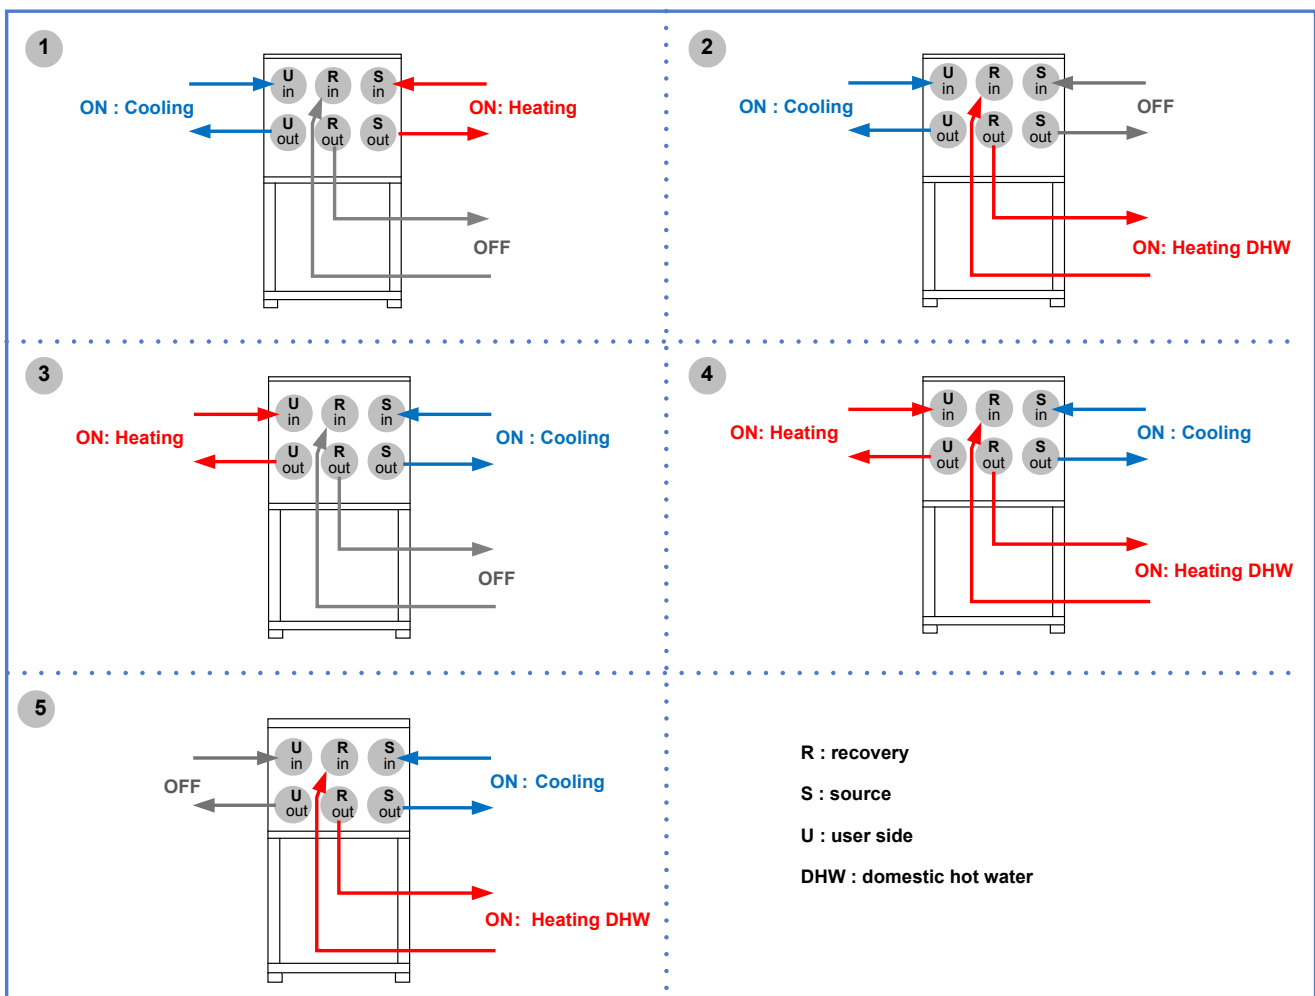 1
U in
R in
S in
ON : Cooling
ON: Heating
U out
R out
S out
OFF
2
U in
R in
S in
ON : Cooling
OFF
U out
R out
S out
ON: Heating DHW
3
U in
R in
S in
ON: Heating
ON : Cooling
U out
R out
S out
OFF
4
U in
R in
S in
ON: Heating
ON : Cooling
U out
R out
S out
ON: Heating DHW
5
U in
R in
S in
OFF
ON : Cooling
U out
R out
S out
ON: Heating DHW
R : recovery
S : source
U : user side
DHW : domestic hot water